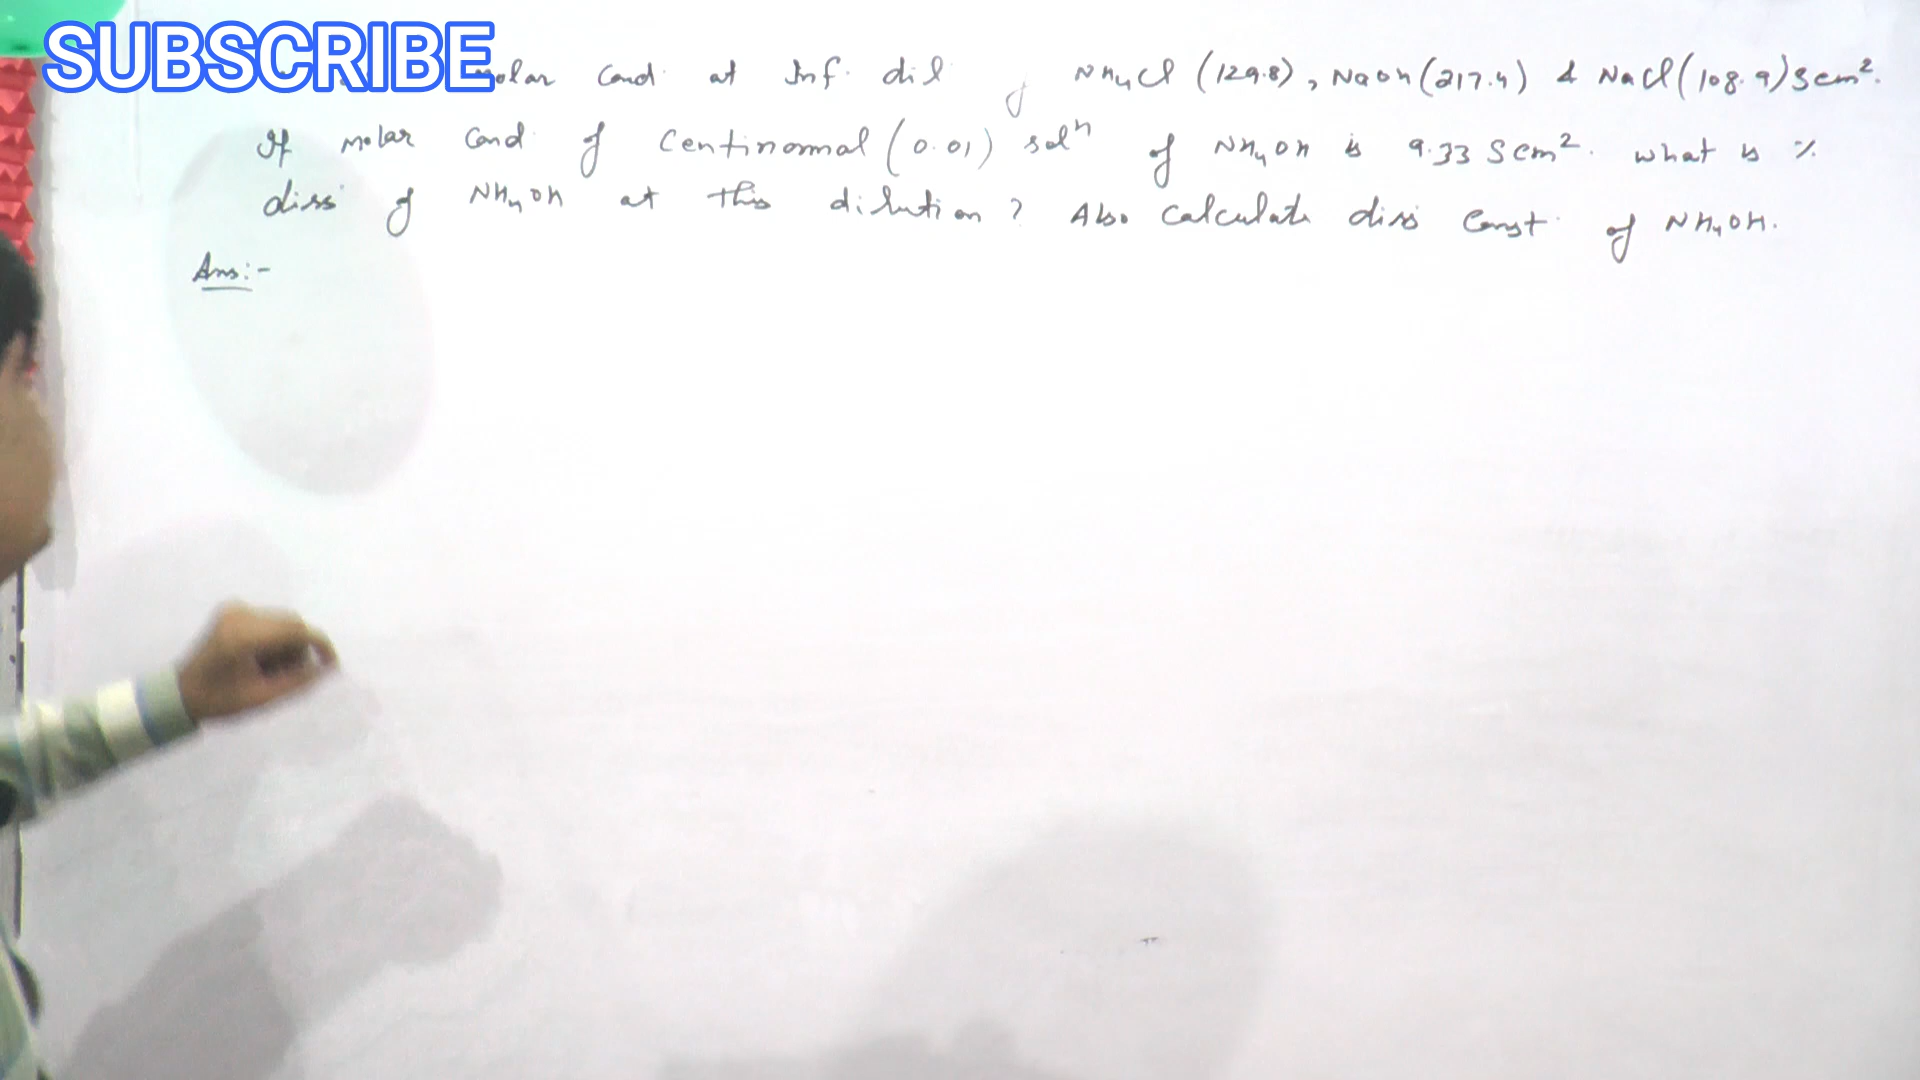 SUBSCRIBE
molar cond. at Inf. dil of NH4Cl (129.8), NaOH (217.4) & NaCl (108.9) S cm².
If molar cond. of centinormal (0.01) solⁿ of NH4OH is 9.33 S cm². what is %
diss of NH4OH at this dilution? Also calculate diss const. of NH4OH.
Ans:-